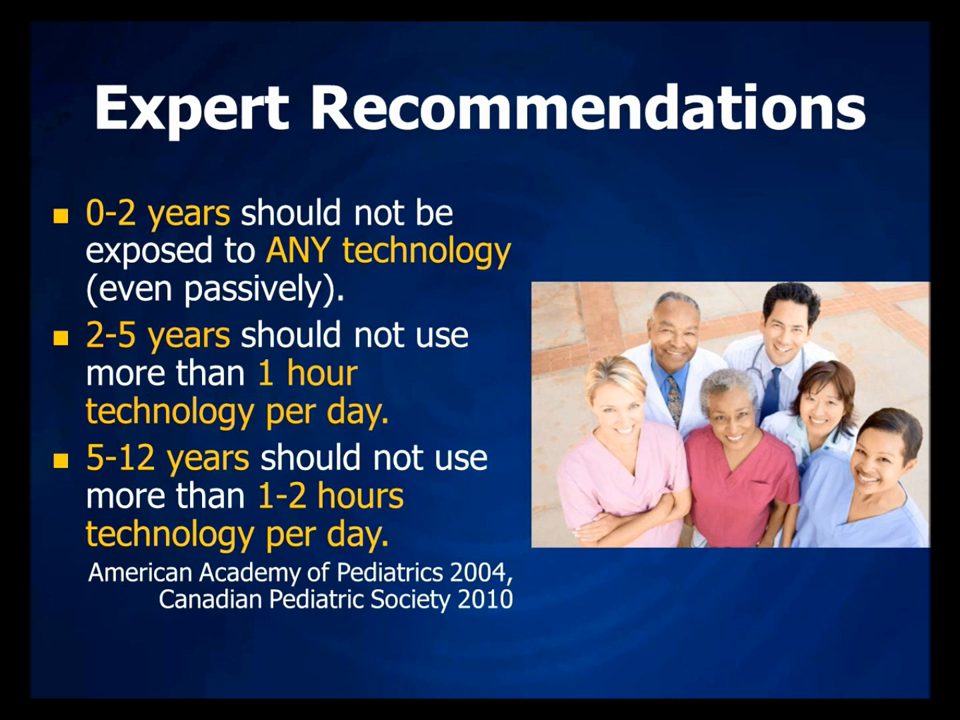 Expert Recommendations
0-2 years should not be
exposed to ANY technology
(even passively).
2-5 years should not use
more than 1 hour
technology per day.
5-12 years should not use
more than 1-2 hours
technology per day.
American Academy of Pediatrics 2004,
Canadian Pediatric Society 2010